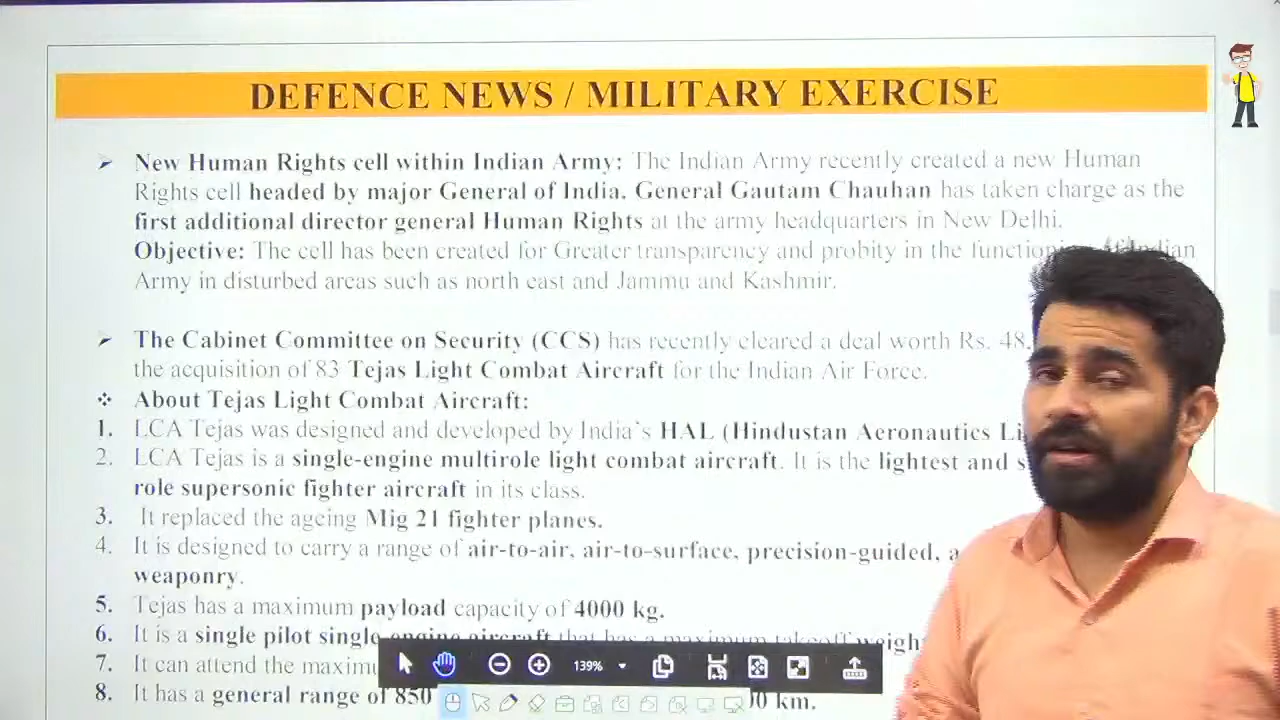 DEFENCE NEWS / MILITARY EXERCISE
➢ New Human Rights cell within Indian Army: The Indian Army recently created a new Human
Rights cell headed by major General of India. General Gautam Chauhan has taken charge as the
first additional director general Human Rights at the army headquarters in New Delhi.
Objective: The cell has been created for Greater transparency and probity in the
Army in disturbed areas such as north east and Jammu and Kashmir.
➢ The Cabinet Committee on Security (CCS) has recently cleared a deal worth Rs. 48,
the acquisition of 83 Tejas Light Combat Aircraft for the Indian Air Force.
❖ About Tejas Light Combat Aircraft:
1. LCA Tejas was designed and developed by India's HAL (Hindustan Aeronautics
2. LCA Tejas is a single-engine multirole light combat aircraft. It is the lightest and
role supersonic fighter aircraft in its class.
3. It replaced the ageing Mig 21 fighter planes.
4. It is designed to carry a range of air-to-air, air-to-surface, precision-guided,
weaponry.
5. Tejas has a maximum payload capacity of 4000 kg.
6. It is a single pilot single-engine aircraft that has a maximum takeoff
7. It can attend the
8. It has a general range of 850 km.
139%